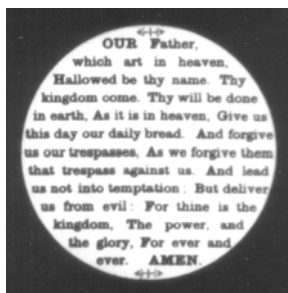 OUR Father,
which art in heaven,
Hallowed be thy name. Thy
kingdom come. Thy will be done
in earth, As it is in heaven, Give us
this day our daily bread. And forgive
us our trespasses, As we forgive them
that trespass against us. And lead
us not into temptation; But deliver
us from evil: For thine is the
kingdom, The power, and
the glory, For ever and
ever. AMEN.